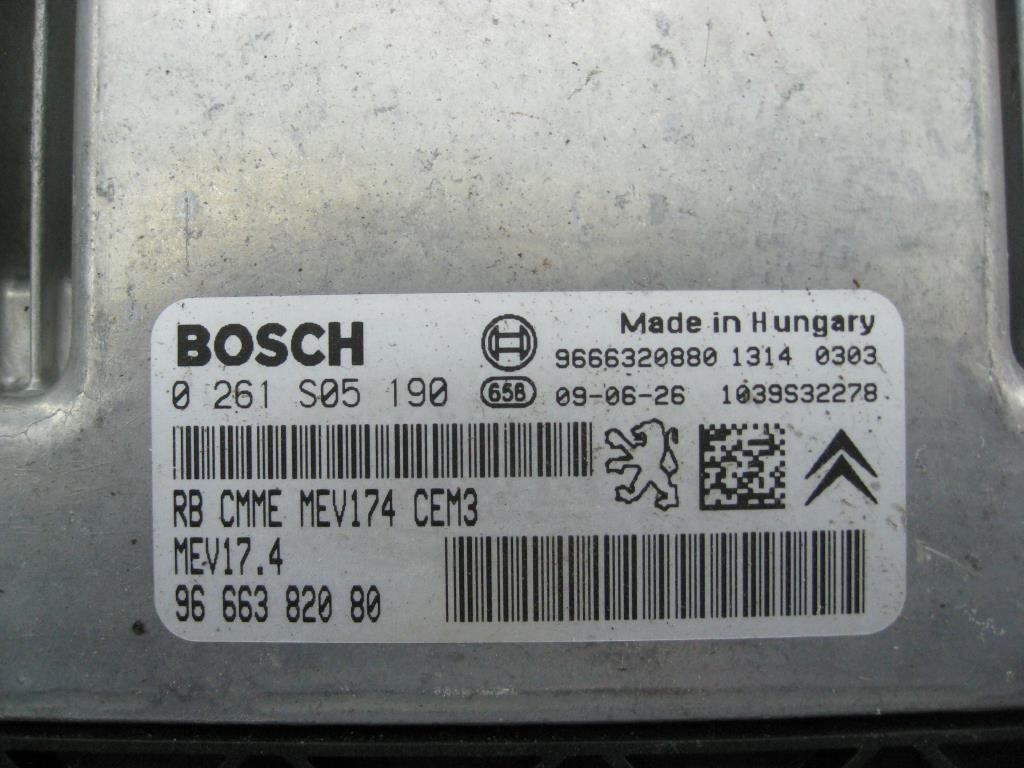 BOSCH
Made in Hungary
9666320880 1314 0303
0 261 S05 190
658
09-06-26 1039S32278
RB CMME MEV174 CEM3
MEV17.4
96 663 820 80